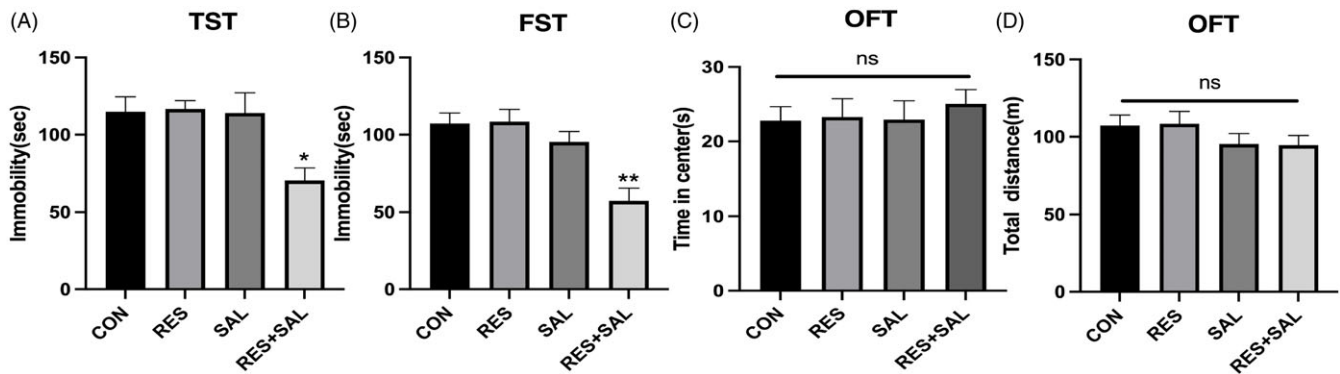 (A) TST
Immobility(sec)
150
100
50
0
*
CON RES SAL RES+SAL
(B) FST
Immobility(sec)
150
100
50
0
**
CON RES SAL RES+SAL
(C) OFT
Time in center(s)
30
20
10
0
ns
CON RES SAL RES+SAL
(D) OFT
Total distance(m)
150
100
50
0
ns
CON RES SAL RES+SAL